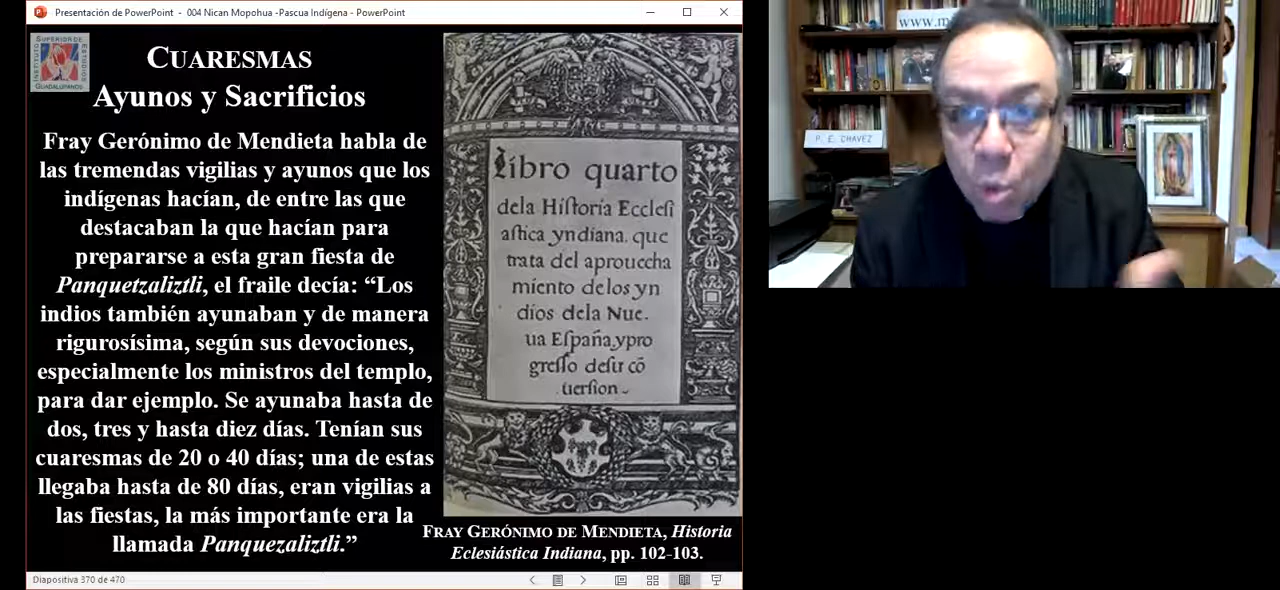 Presentación de PowerPoint - 004 Nican Mopohua -Pascua Indígena - PowerPoint
SUPERIOR DE
INSTITUTO
ESTUDIOS
GUADALUPANOS
CUARESMAS
Ayunos y Sacrificios
Fray Gerónimo de Mendieta habla de
las tremendas vigilias y ayunos que los
indígenas hacían, de entre las que
destacaban la que hacían para
prepararse a esta gran fiesta de
Panquetzaliztli, el fraile decía: “Los
indios también ayunaban y de manera
rigurosísima, según sus devociones,
especialmente los ministros del templo,
para dar ejemplo. Se ayunaba hasta de
dos, tres y hasta diez días. Tenían sus
cuaresmas de 20 o 40 días; una de estas
llegaba hasta de 80 días, eran vigilias a
las fiestas, la más importante era la
llamada Panquezaliztli.”
Libro quarto
dela Hiſtoria Eccleſi
aſtica yndiana. que
trata del aprouecha
miento delos yn
dios dela Nue.
ua Eſpaña, y pro
greſſo deſu cõ
uerſion ~
FRAY GERÓNIMO DE MENDIETA, Historia
Eclesiástica Indiana, pp. 102-103.
Diapositiva 370 de 470
www.m
P. E. CHAVEZ